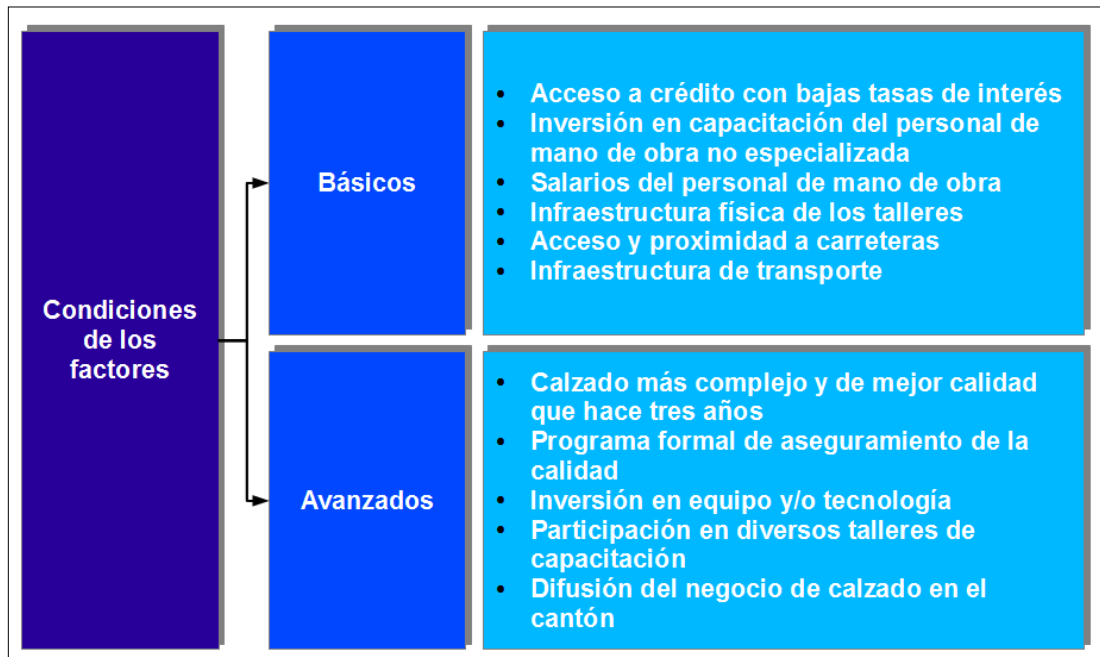 Condiciones
de los
factores
Básicos
• Acceso a crédito con bajas tasas de interés
• Inversión en capacitación del personal de
mano de obra no especializada
• Salarios del personal de mano de obra
• Infraestructura física de los talleres
• Acceso y proximidad a carreteras
• Infraestructura de transporte
Avanzados
• Calzado más complejo y de mejor calidad
que hace tres años
• Programa formal de aseguramiento de la
calidad
• Inversión en equipo y/o tecnología
• Participación en diversos talleres de
capacitación
• Difusión del negocio de calzado en el
cantón